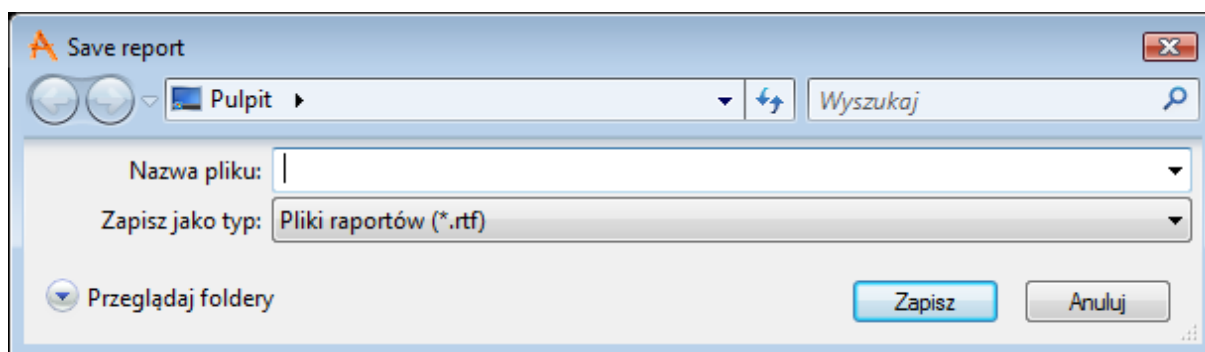 Save report
Pulpit
Wyszukaj
Nazwa pliku:
Zapisz jako typ: Pliki raportów (*.rtf)
Przeglądaj foldery
Zapisz
Anuluj